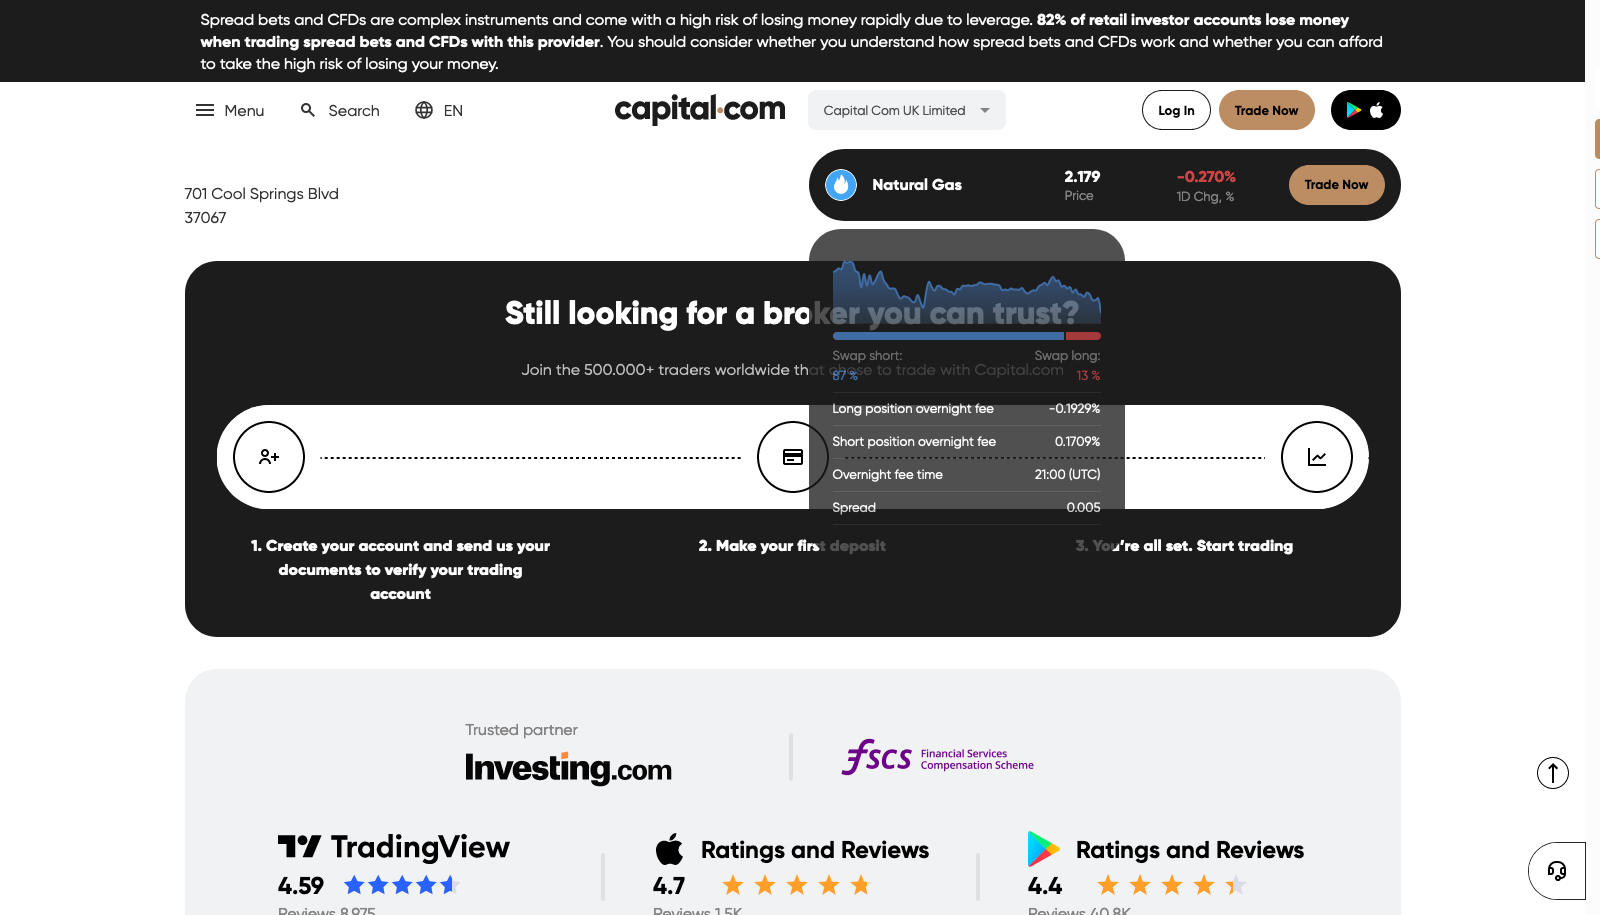 Spread bets and CFDs are complex instruments and come with a high risk of losing money rapidly due to leverage. 82% of retail investor accounts lose money
when trading spread bets and CFDs with this provider. You should consider whether you understand how spread bets and CFDs work and whether you can afford
to take the high risk of losing your money.
Menu
Search
EN
capital.com
Capital Com UK Limited
Log In
Trade Now
Natural Gas
2.179
Price
-0.270%
1D Chg, %
Trade Now
701 Cool Springs Blvd
37067
Still looking for a broker you can trust?
Join the 500.000+ traders worldwide that chose to trade with Capital.com
Swap short:
Swap long:
87 %
13 %
Long position overnight fee
-0.1929%
Short position overnight fee
0.1709%
Overnight fee time
21:00 (UTC)
Spread
0.005
1. Create your account and send us your
documents to verify your trading
account
2. Make your first deposit
3. You're all set. Start trading
Trusted partner
Investing.com
fscs
Financial Services
Compensation Scheme
TradingView
4.59
Reviews 8,975
Ratings and Reviews
4.7
Reviews 1.5K
Ratings and Reviews
4.4
Reviews 40.8K